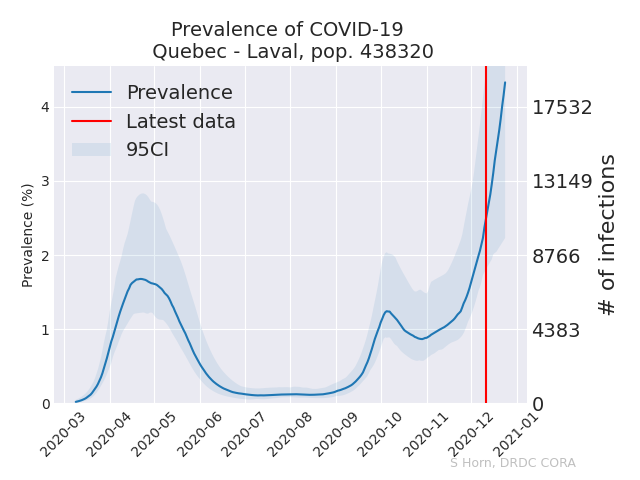 Prevalence of COVID-19
Quebec - Laval, pop. 438320
Prevalence
Latest data
95CI
Prevalence (%)
4
3
2
1
0
17532
13149
8766
4383
0
# of infections
2020-03
2020-04
2020-05
2020-06
2020-07
2020-08
2020-09
2020-10
2020-11
2020-12
2021-01
S Horn, DRDC CORA